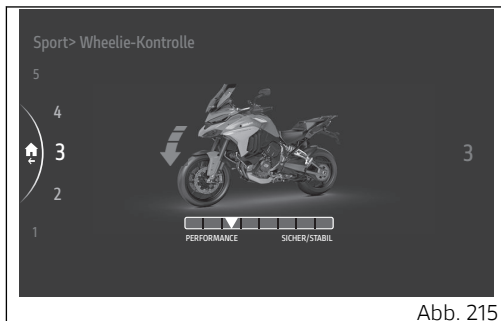 Sport> Wheelie-Kontrolle
5
4
3
3
2
1
PERFORMANCE SICHER/STABIL
Abb. 215